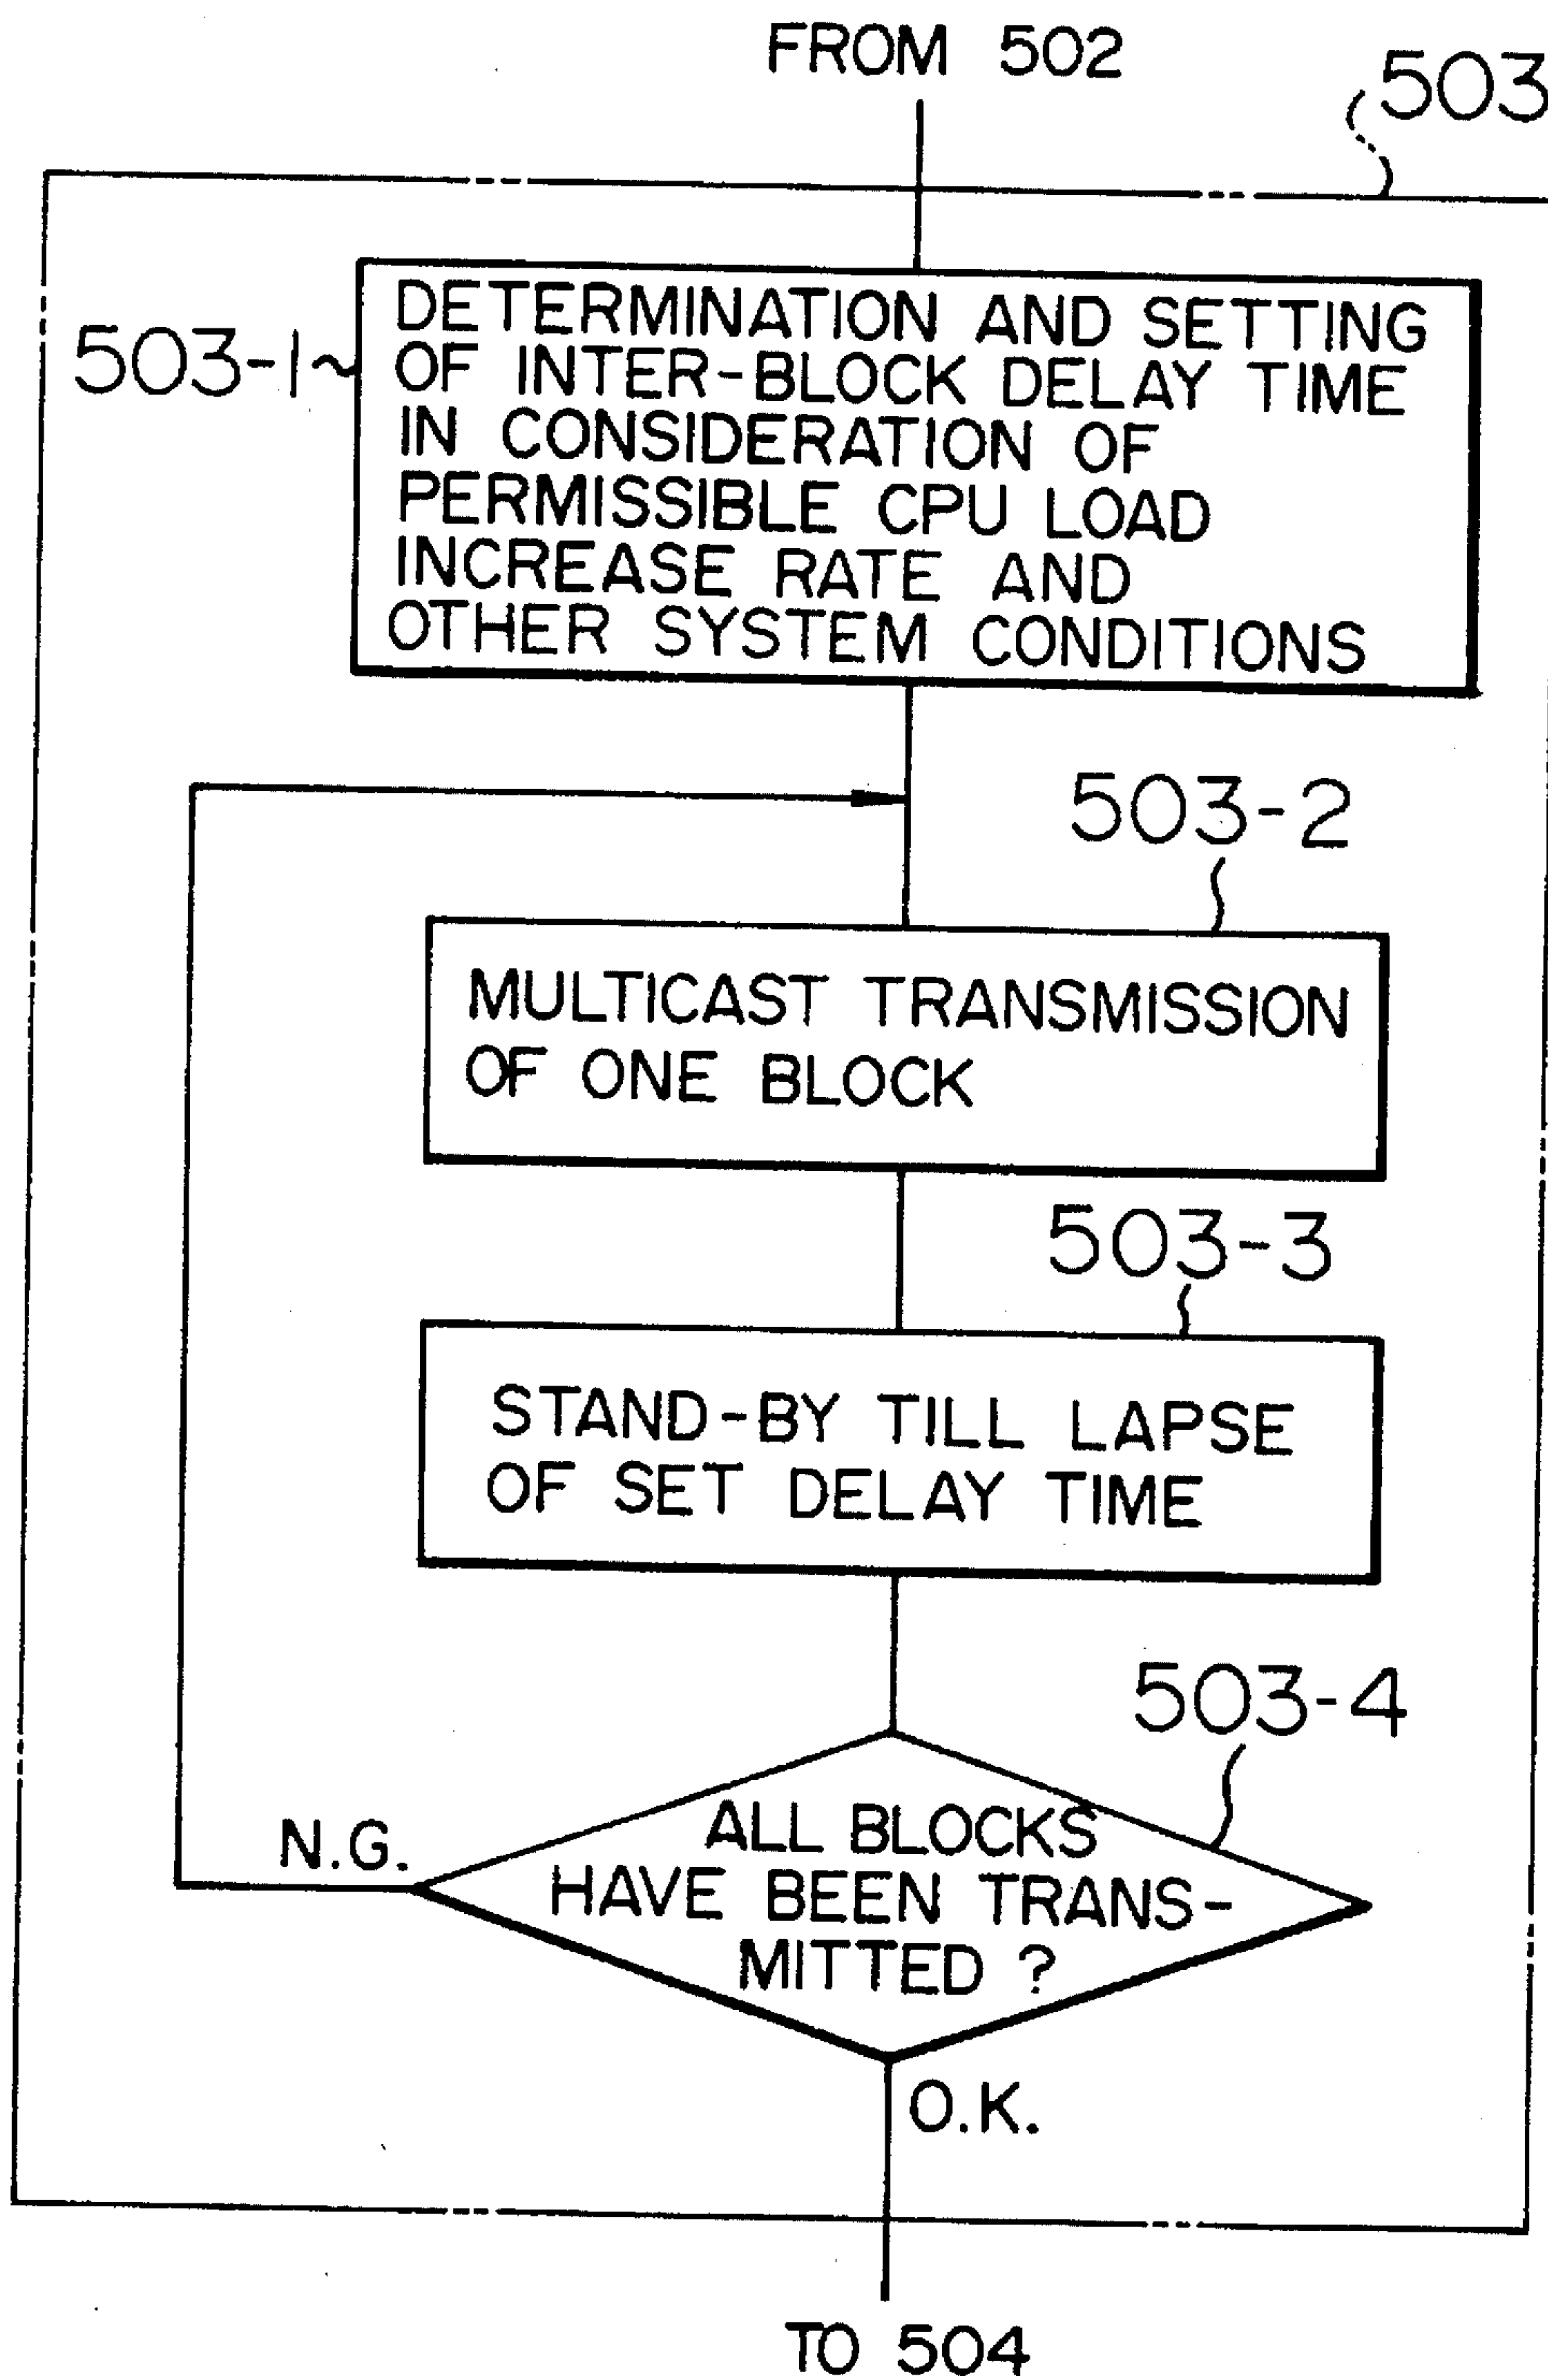 FROM 502
503
503-1
DETERMINATION AND SETTING
OF INTER-BLOCK DELAY TIME
IN CONSIDERATION OF
PERMISSIBLE CPU LOAD
INCREASE RATE AND
OTHER SYSTEM CONDITIONS
503-2
MULTICAST TRANSMISSION
OF ONE BLOCK
503-3
STAND-BY TILL LAPSE
OF SET DELAY TIME
503-4
ALL BLOCKS
HAVE BEEN TRANS-
MITTED ?
N.G.
O.K.
TO 504